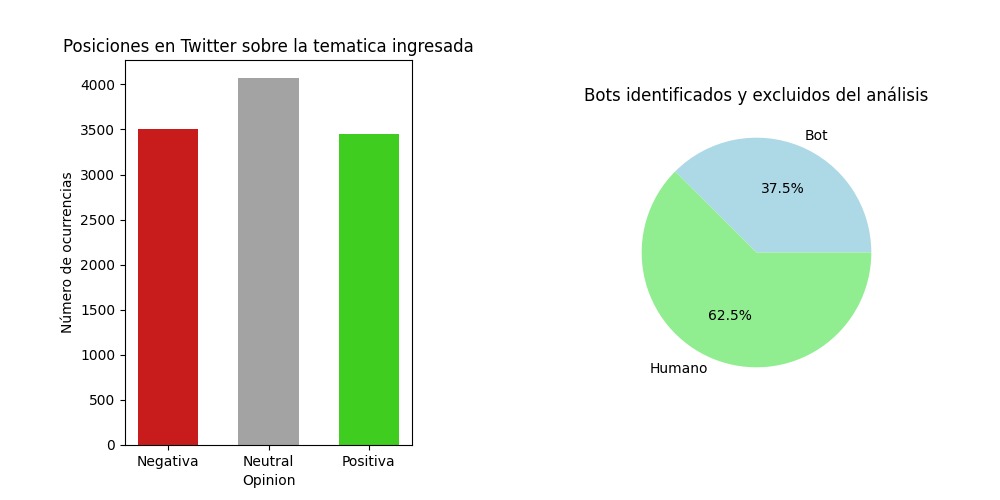 Posiciones en Twitter sobre la tematica ingresada
Número de ocurrencias
4000
3500
3000
2500
2000
1500
1000
500
0
Negativa
Neutral
Positiva
Opinion
Bots identificados y excluidos del análisis
Bot
37.5%
62.5%
Humano